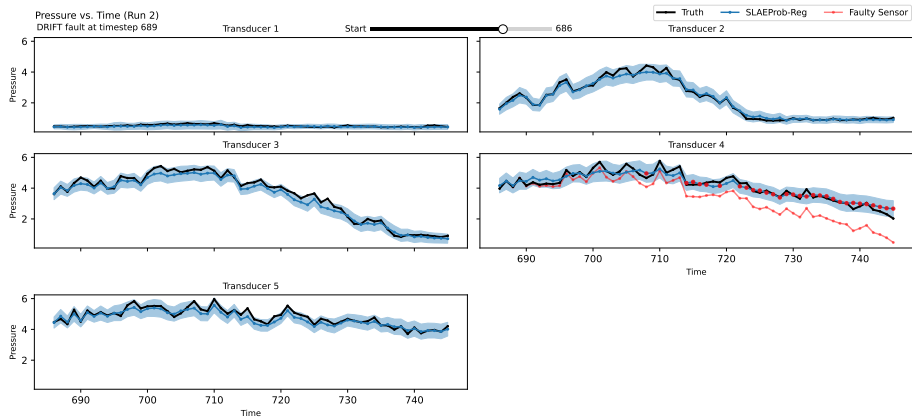 Pressure vs. Time (Run 2)
DRIFT fault at timestep 689
Start 686
Truth SLAEProb-Reg Faulty Sensor
Transducer 1
Transducer 2
6
4
2
Pressure
Transducer 3
Transducer 4
6
4
2
Pressure
690 700 710 720 730 740
Time
Transducer 5
6
4
2
Pressure
690 700 710 720 730 740
Time